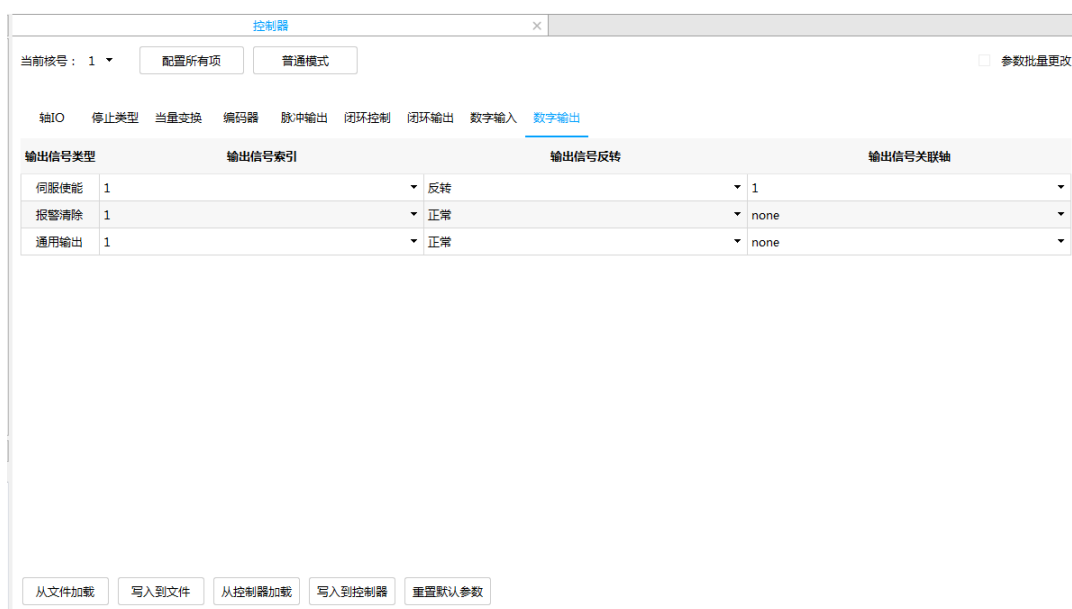 控制器 ×
当前核号： 1 配置所有项 普通模式 参数批量更改
轴IO 停止类型 当量变换 编码器 脉冲输出 闭环控制 闭环输出 数字输入 数字输出
输出信号类型 输出信号索引 输出信号反转 输出信号关联轴
伺服使能 1 反转 1
报警清除 1 正常 none
通用输出 1 正常 none
从文件加载 写入到文件 从控制器加载 写入到控制器 重置默认参数